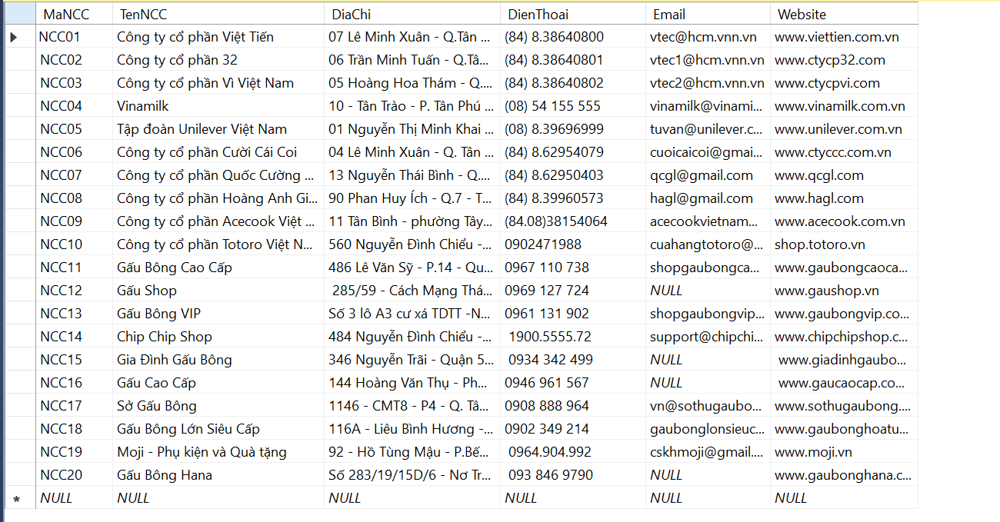 MaNCC TenNCC DiaChi DienThoai Email Website
NCC01 Công ty cổ phần Việt Tiến 07 Lê Minh Xuân - Q.Tân ... (84) 8.38640800 vtec@hcm.vnn.vn www.viettien.com.vn
NCC02 Công ty cổ phần 32 06 Trần Minh Tuấn - Q.Tâ... (84) 8.38640801 vtec1@hcm.vnn.vn www.ctycp32.com
NCC03 Công ty cổ phần Vì Việt Nam 05 Hoàng Hoa Thám - Q.... (84) 8.38640802 vtec2@hcm.vnn.vn www.ctycpvi.com
NCC04 Vinamilk 10 - Tân Trào - P. Tân Phú ... (08) 54 155 555 vinamilk@vinami... www.vinamilk.com.vn
NCC05 Tập đoàn Unilever Việt Nam 01 Nguyễn Thị Minh Khai ... (08) 8.39696999 tuvan@unilever.c... www.unilever.com.vn
NCC06 Công ty cổ phần Cười Cái Coi 04 Lê Minh Xuân - Q. Tân ... (84) 8.62954079 cuoicaicoi@gmai... www.ctyccc.com.vn
NCC07 Công ty cổ phần Quốc Cường ... 13 Nguyễn Thái Bình - Q.... (84) 8.62950403 qcgl@gmail.com www.qcgl.com
NCC08 Công ty cổ phần Hoàng Anh Gi... 90 Phan Huy Ích - Q.7 - T... (84) 8.39960573 hagl@gmail.com www.hagl.com
NCC09 Công ty cổ phần Acecook Việt ... 11 Tân Bình - phường Tây... (84.08)38154064 acecookvietnam... www.acecook.com.vn
NCC10 Công ty cổ phần Totoro Việt N... 560 Nguyễn Đình Chiểu -... 0902471988 cuahangtotoro@... shop.totoro.vn
NCC11 Gấu Bông Cao Cấp 486 Lê Văn Sỹ - P.14 - Qu... 0967 110 738 shopgaubongca... www.gaubongcaoca...
NCC12 Gấu Shop 285/59 - Cách Mạng Thá... 0969 127 724 NULL www.gaushop.vn
NCC13 Gấu Bông VIP Số 3 lô A3 cư xá TDTT -N... 0961 131 902 shopgaubongvip... www.gaubongvip.co...
NCC14 Chip Chip Shop 484 Nguyễn Đình Chiểu -... 1900.5555.72 support@chipchi... www.chipchipshop.c...
NCC15 Gia Đình Gấu Bông 346 Nguyễn Trãi - Quận 5... 0934 342 499 NULL www.giadinhgaubo...
NCC16 Gấu Cao Cấp 144 Hoàng Văn Thụ - Ph... 0946 961 567 NULL www.gaucaocap.co...
NCC17 Sở Gấu Bông 1146 - CMT8 - P4 - Q. Tâ... 0908 888 964 vn@sothugaubo... www.sothugaubong....
NCC18 Gấu Bông Lớn Siêu Cấp 116A - Liêu Bình Hương -... 0902 349 214 gaubonglonsieuc... www.gaubonghoatu...
NCC19 Moji - Phụ kiện và Quà tặng 92 - Hồ Tùng Mậu - P.Bế... 0964.904.992 cskhmoji@gmail.... www.moji.vn
NCC20 Gấu Bông Hana Số 283/19/15D/6 - Nơ Tr... 093 846 9790 NULL www.gaubonghana.c...
NULL NULL NULL NULL NULL NULL